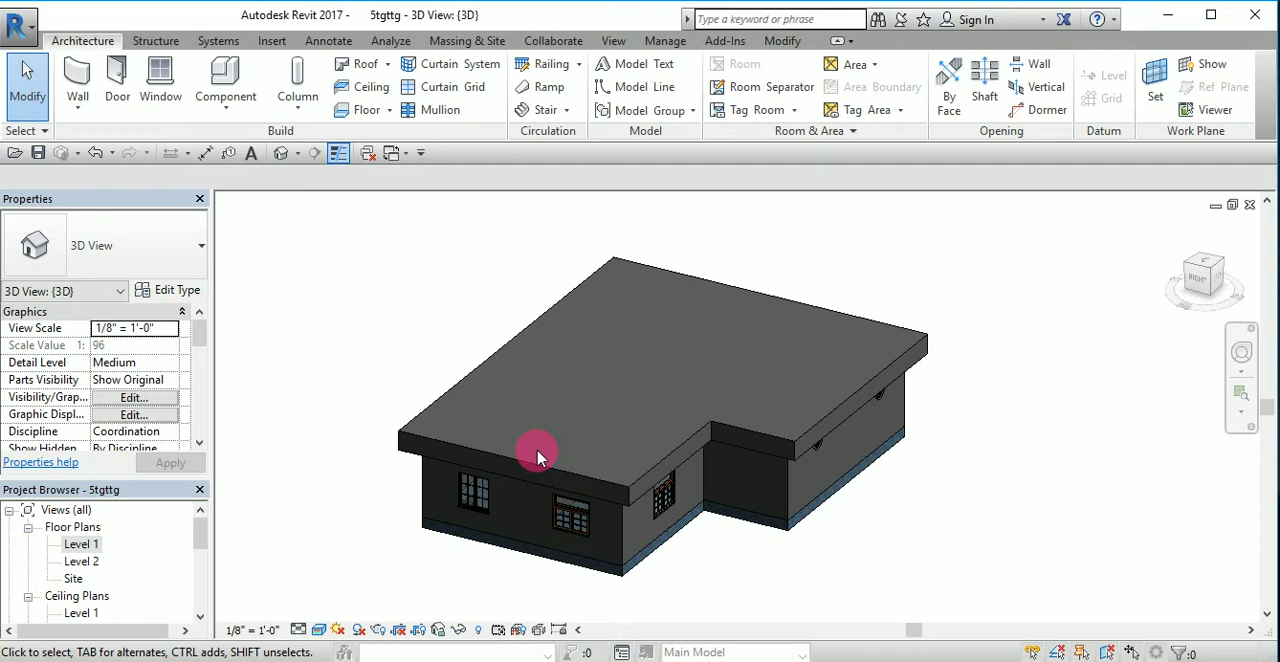 Autodesk Revit 2017 - 5tgttg - 3D View: {3D}
Type a keyword or phrase
Sign In
Architecture Structure Systems Insert Annotate Analyze Massing & Site Collaborate View Manage Add-Ins Modify
Modify Wall Door Window Component Column
Roof Curtain System
Ceiling Curtain Grid
Floor Mullion
Railing
Ramp
Stair
Model Text
Model Line
Model Group
Room
Room Separator
Tag Room
Area
Area Boundary
Tag Area
By Face
Shaft
Wall
Vertical
Dormer
Level
Grid
Set
Show
Ref Plane
Viewer
Select Build Circulation Model Room & Area Opening Datum Work Plane
Properties
3D View
3D View: {3D} Edit Type
Graphics
View Scale 1/8" = 1'-0"
Scale Value 1: 96
Detail Level Medium
Parts Visibility Show Original
Visibility/Grap... Edit...
Graphic Displ... Edit...
Discipline Coordination
Show Hidden By Discipline
Properties help Apply
Project Browser - 5tgttg
Views (all)
Floor Plans
Level 1
Level 2
Site
Ceiling Plans
Level 1
RIGHT
1/8" = 1'-0"
Click to select, TAB for alternates, CTRL adds, SHIFT unselects.
:0
Main Model
:0